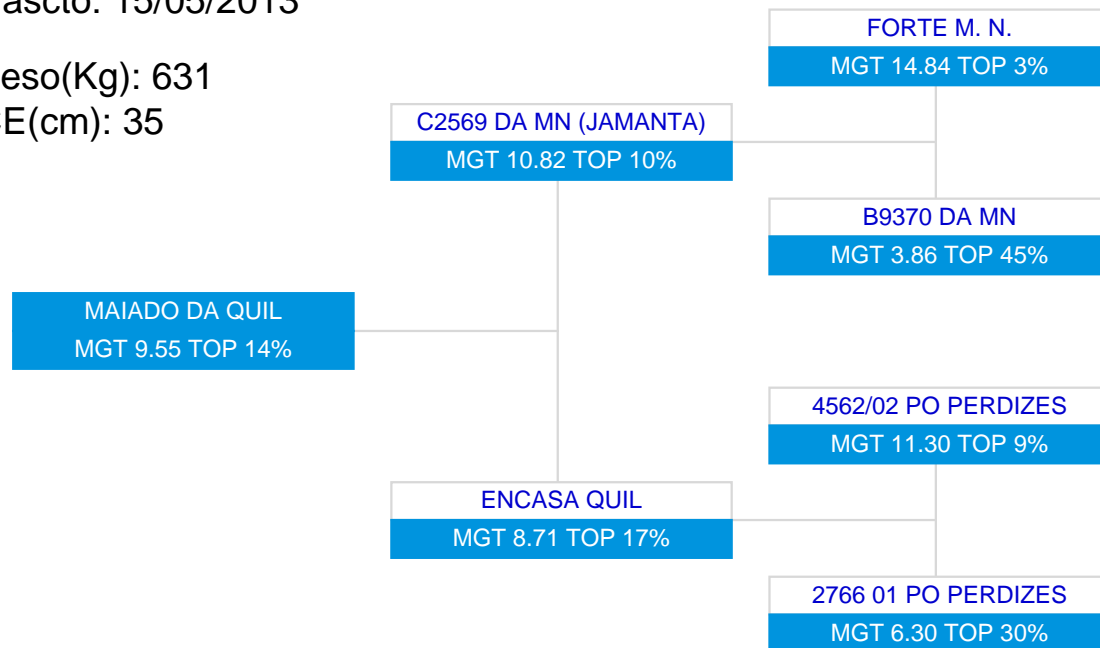 ascto: 15/05/2013
eso(Kg): 631
E(cm): 35
FORTE M. N.
MGT 14.84 TOP 3%
C2569 DA MN (JAMANTA)
MGT 10.82 TOP 10%
B9370 DA MN
MGT 3.86 TOP 45%
MAIADO DA QUIL
MGT 9.55 TOP 14%
4562/02 PO PERDIZES
MGT 11.30 TOP 9%
ENCASA QUIL
MGT 8.71 TOP 17%
2766 01 PO PERDIZES
MGT 6.30 TOP 30%